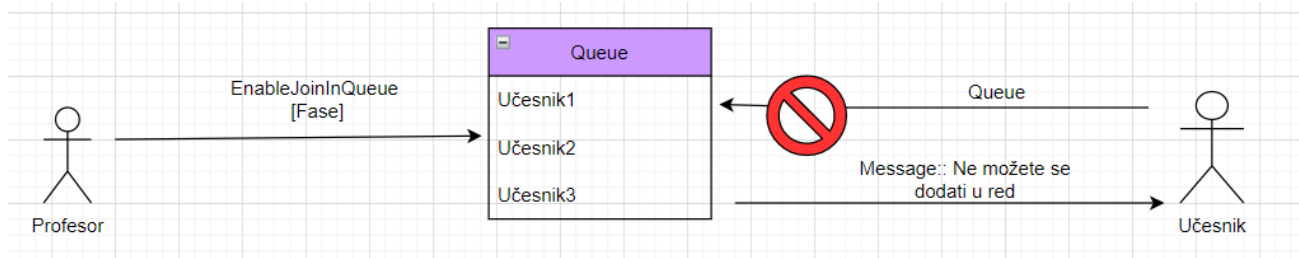 EnableJoinInQueue
[Fase]
Profesor
Queue
Učesnik1
Učesnik2
Učesnik3
Queue
Message:: Ne možete se
dodati u red
Učesnik